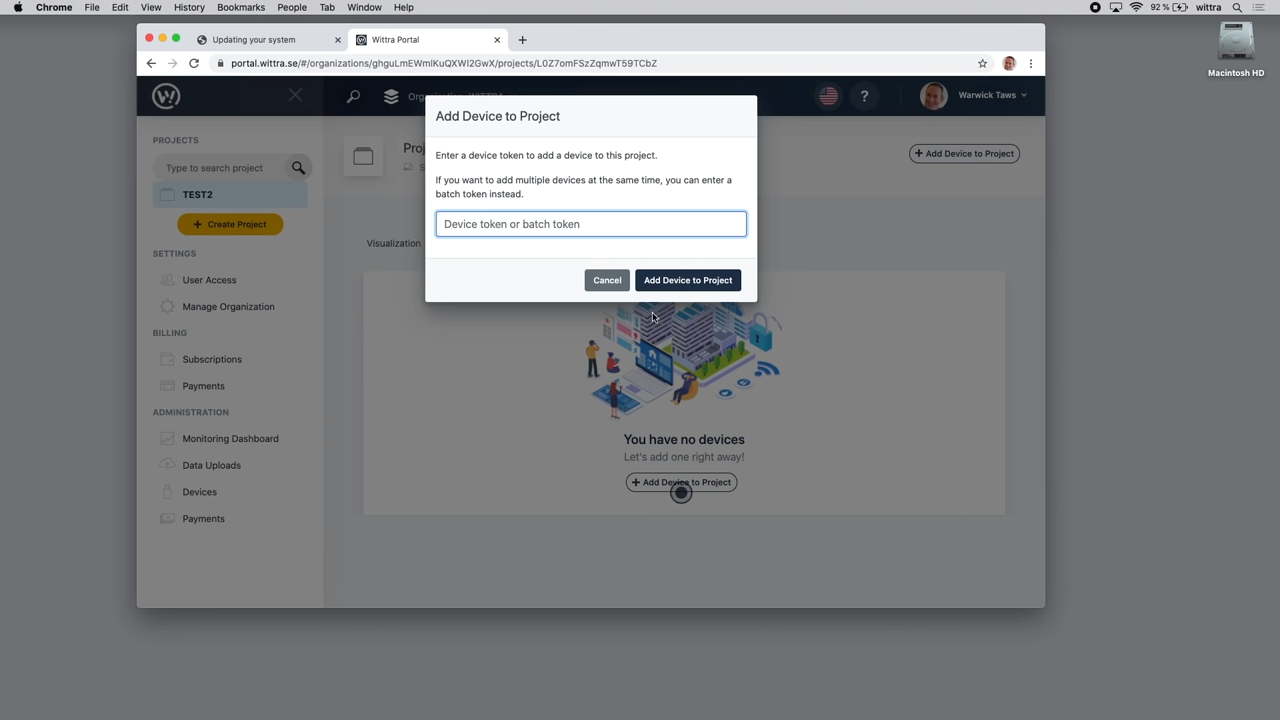 Chrome File Edit View History Bookmarks People Tab Window Help 92 % wittra
Macintosh HD
Updating your system
Wittra Portal
portal.wittra.se/#/organizations/ghguLmEWmiKuQXWI2GwX/projects/L0Z7omFSzZqmwT59TCbZ
?
Warwick Taws
PROJECTS
Type to search project
TEST2
+ Create Project
SETTINGS
User Access
Manage Organization
BILLING
Subscriptions
Payments
ADMINISTRATION
Monitoring Dashboard
Data Uploads
Devices
Payments
+ Add Device to Project
Visualization
Add Device to Project
Enter a device token to add a device to this project.
If you want to add multiple devices at the same time, you can enter a
batch token instead.
Device token or batch token
Cancel
Add Device to Project
You have no devices
Let's add one right away!
+ Add Device to Project